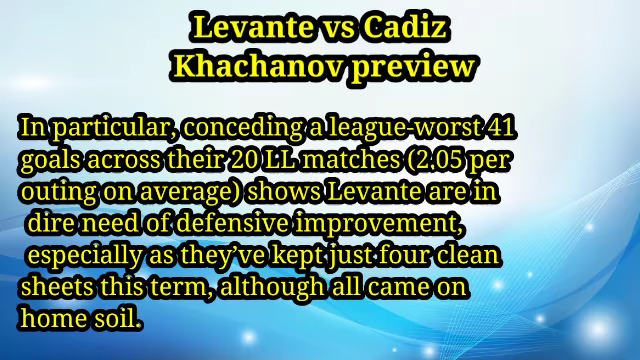 Levante vs Cadiz
Khachanov preview
In particular, conceding a league-worst 41
goals across their 20 LL matches (2.05 per
outing on average) shows Levante are in
dire need of defensive improvement,
especially as they’ve kept just four clean
sheets this term, although all came on
home soil.